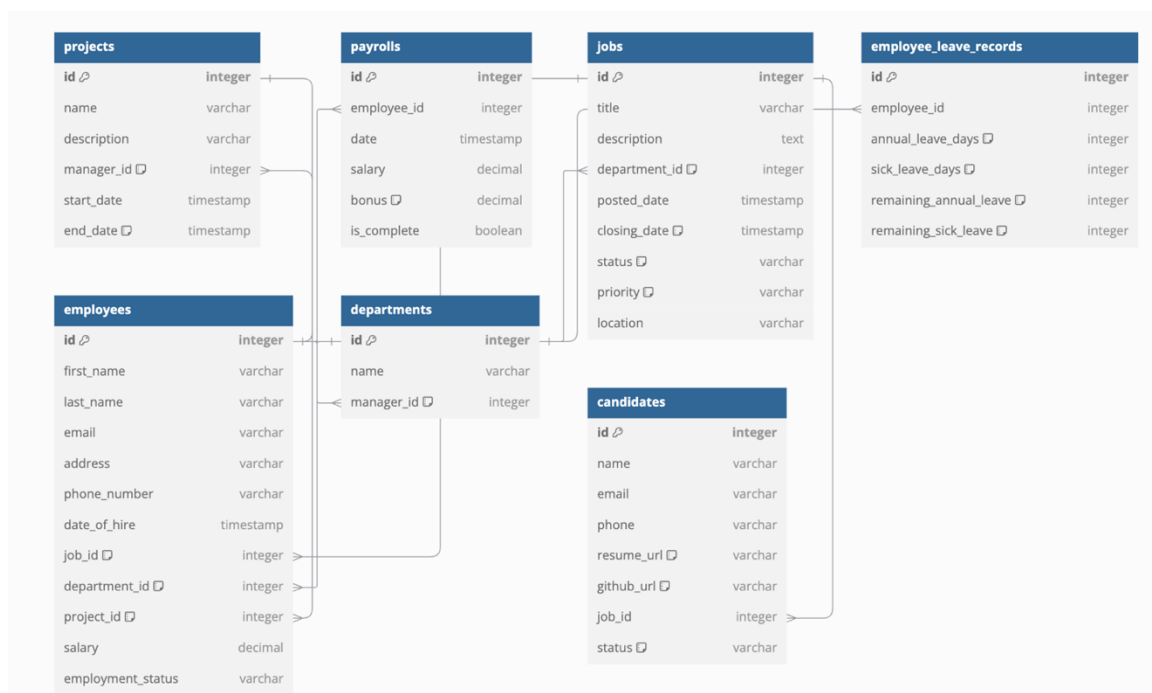 projects
id integer
name varchar
description varchar
manager_id integer
start_date timestamp
end_date timestamp
payrolls
id integer
employee_id integer
date timestamp
salary decimal
bonus decimal
is_complete boolean
jobs
id integer
title varchar
description text
department_id integer
posted_date timestamp
closing_date timestamp
status varchar
priority varchar
location varchar
employee_leave_records
id integer
employee_id integer
annual_leave_days integer
sick_leave_days integer
remaining_annual_leave integer
remaining_sick_leave integer
employees
id integer
first_name varchar
last_name varchar
email varchar
address varchar
phone_number varchar
date_of_hire timestamp
job_id integer
department_id integer
project_id integer
salary decimal
employment_status varchar
departments
id integer
name varchar
manager_id integer
candidates
id integer
name varchar
email varchar
phone varchar
resume_url varchar
github_url varchar
job_id integer
status varchar